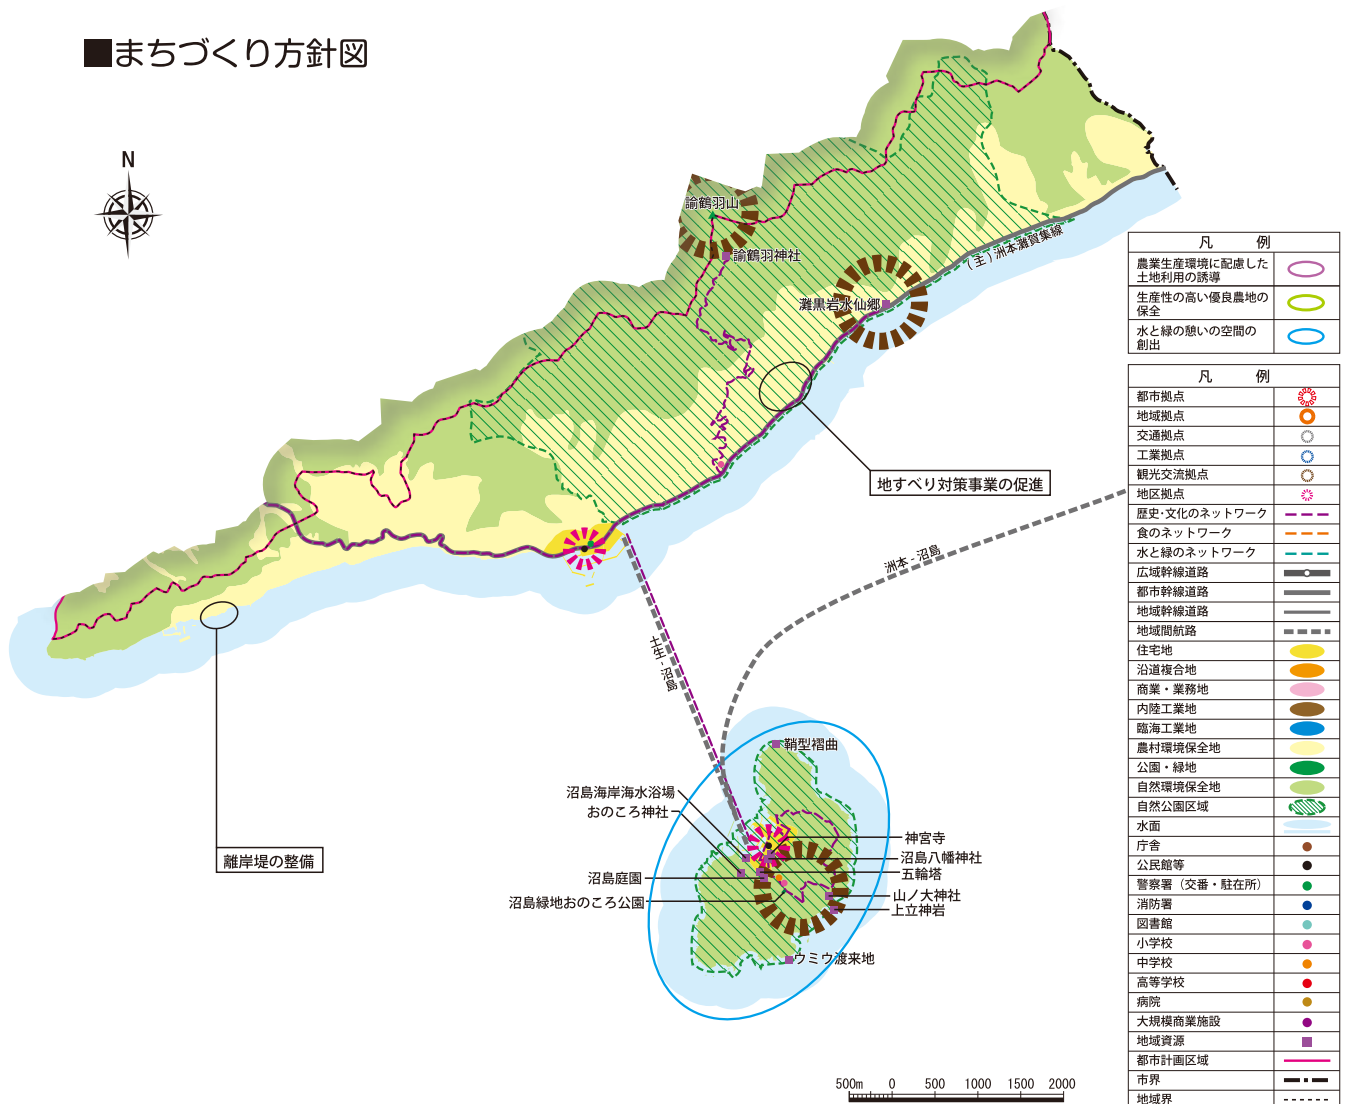 ■まちづくり方針図
N
諭鶴羽山
諭鶴羽神社
灘黒岩水仙郷
(主)洲本灘賀集線
地すべり対策事業の促進
洲本-沼島
土生-沼島
離岸堤の整備
鞘型褶曲
沼島海岸海水浴場
おのころ神社
神宮寺
沼島八幡神社
五輪塔
沼島庭園
山ノ大神社
沼島緑地おのころ公園
上立神岩
ウミウ渡来地
凡 例
農業生産環境に配慮した
土地利用の誘導
生産性の高い優良農地の
保全
水と緑の憩いの空間の
創出
凡 例
都市拠点
地域拠点
交通拠点
工業拠点
観光交流拠点
地区拠点
歴史・文化のネットワーク
食のネットワーク
水と緑のネットワーク
広域幹線道路
都市幹線道路
地域幹線道路
地域間航路
住宅地
沿道複合地
商業・業務地
内陸工業地
臨海工業地
農村環境保全地
公園・緑地
自然環境保全地
自然公園区域
水面
庁舎
公民館等
警察署（交番・駐在所）
消防署
図書館
小学校
中学校
高等学校
病院
大規模商業施設
地域資源
都市計画区域
市界
地域界
500m 0 500 1000 1500 2000